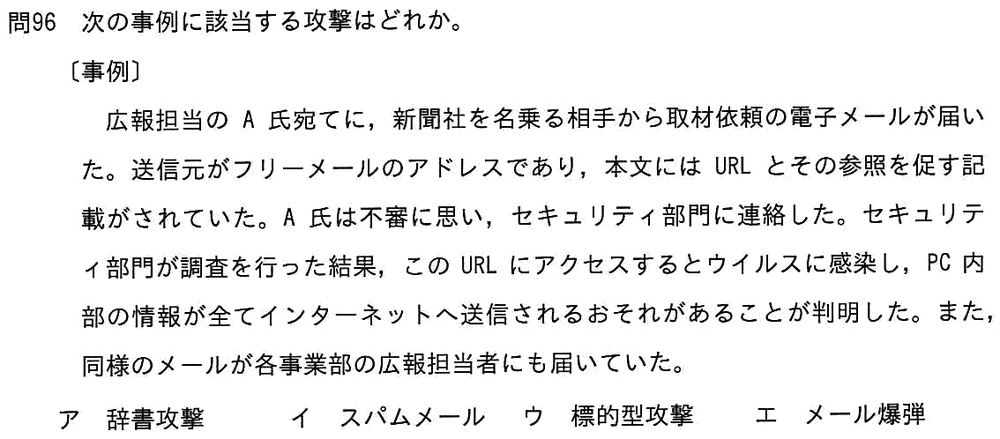 問96 次の事例に該当する攻撃はどれか。
〔事例〕
広報担当の A 氏宛てに，新聞社を名乗る相手から取材依頼の電子メールが届い
た。送信元がフリーメールのアドレスであり，本文には URL とその参照を促す記
載がされていた。A 氏は不審に思い，セキュリティ部門に連絡した。セキュリテ
ィ部門が調査を行った結果，この URL にアクセスするとウイルスに感染し，PC 内
部の情報が全てインターネットへ送信されるおそれがあることが判明した。また，
同様のメールが各事業部の広報担当者にも届いていた。
ア 辞書攻撃 イ スパムメール ウ 標的型攻撃 エ メール爆弾